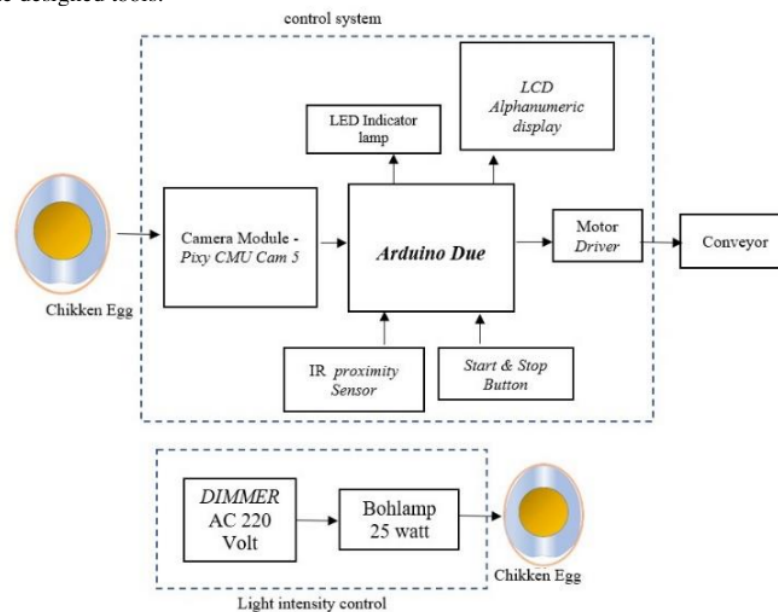 designed tools.
control system
LCD
Alphanumeric
display
LED Indicator
lamp
Camera Module -
Pixy CMU Cam 5
Arduino Due
Motor
Driver
Conveyor
Chikken Egg
IR proximity
Sensor
Start & Stop
Button
DIMMER
AC 220
Volt
Bohlamp
25 watt
Chikken Egg
Light intensity control